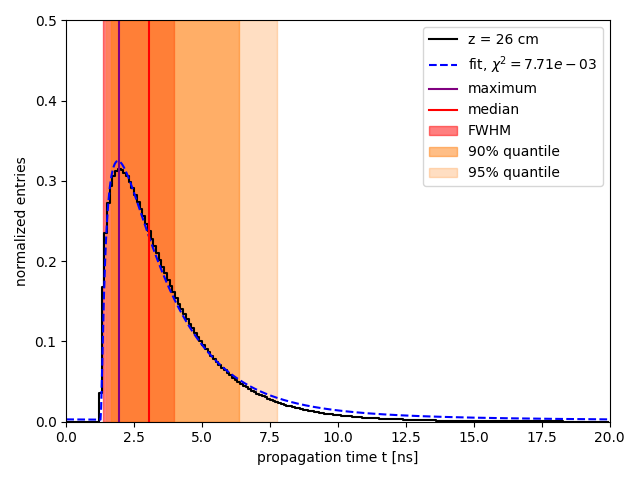 0.5
0.4
0.3
0.2
0.1
0.0
normalized entries
z = 26 cm
fit, χ² = 7.71e − 03
maximum
median
FWHM
90% quantile
95% quantile
0.0 2.5 5.0 7.5 10.0 12.5 15.0 17.5 20.0
propagation time t [ns]